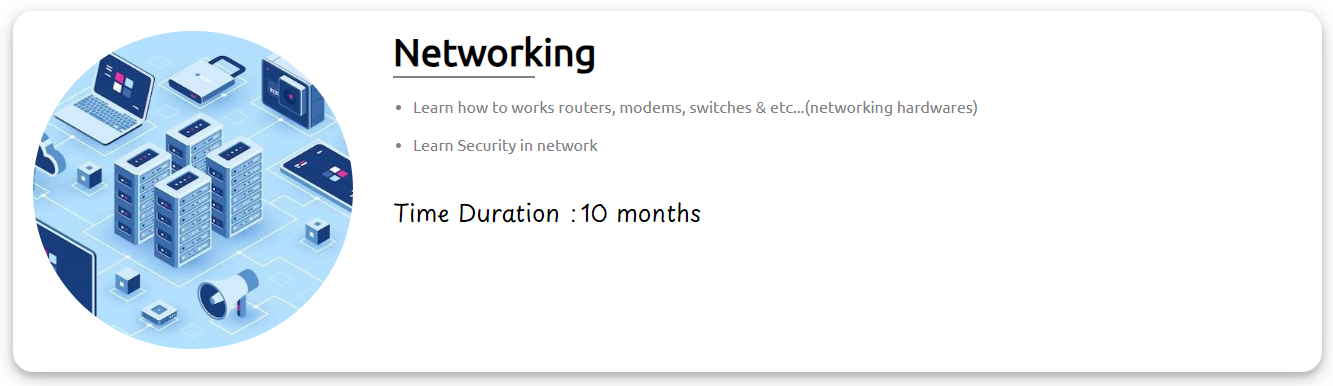 Networking
• Learn how to works routers, modems, switches & etc...(networking hardwares)
• Learn Security in network
Time Duration :10 months